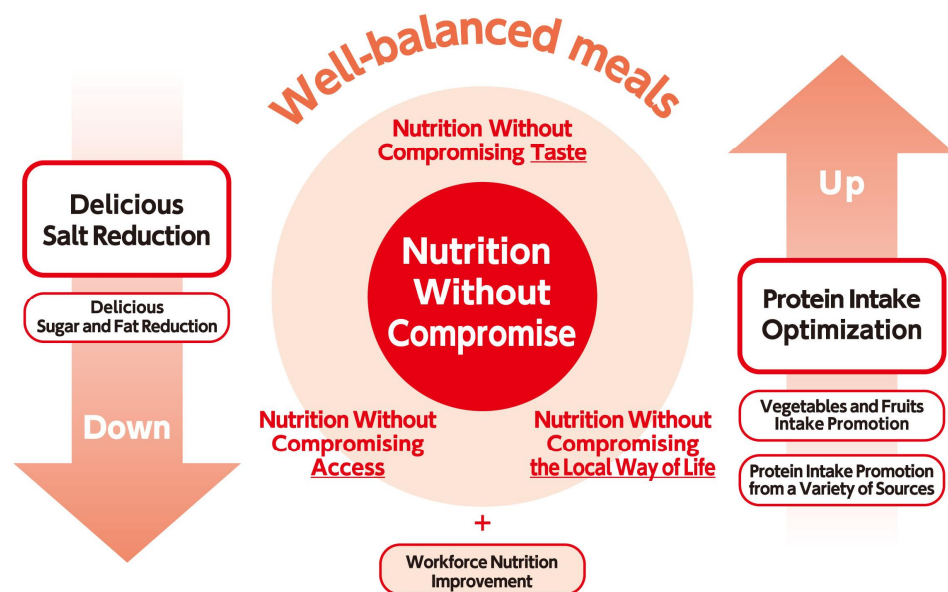 Well-balanced meals
Nutrition Without
Compromising Taste
Nutrition
Without
Compromise
Nutrition Without
Compromising
Access
Nutrition Without
Compromising
the Local Way of Life
+
Workforce Nutrition
Improvement
Delicious
Salt Reduction
Delicious
Sugar and Fat Reduction
Down
Up
Protein Intake
Optimization
Vegetables and Fruits
Intake Promotion
Protein Intake Promotion
from a Variety of Sources